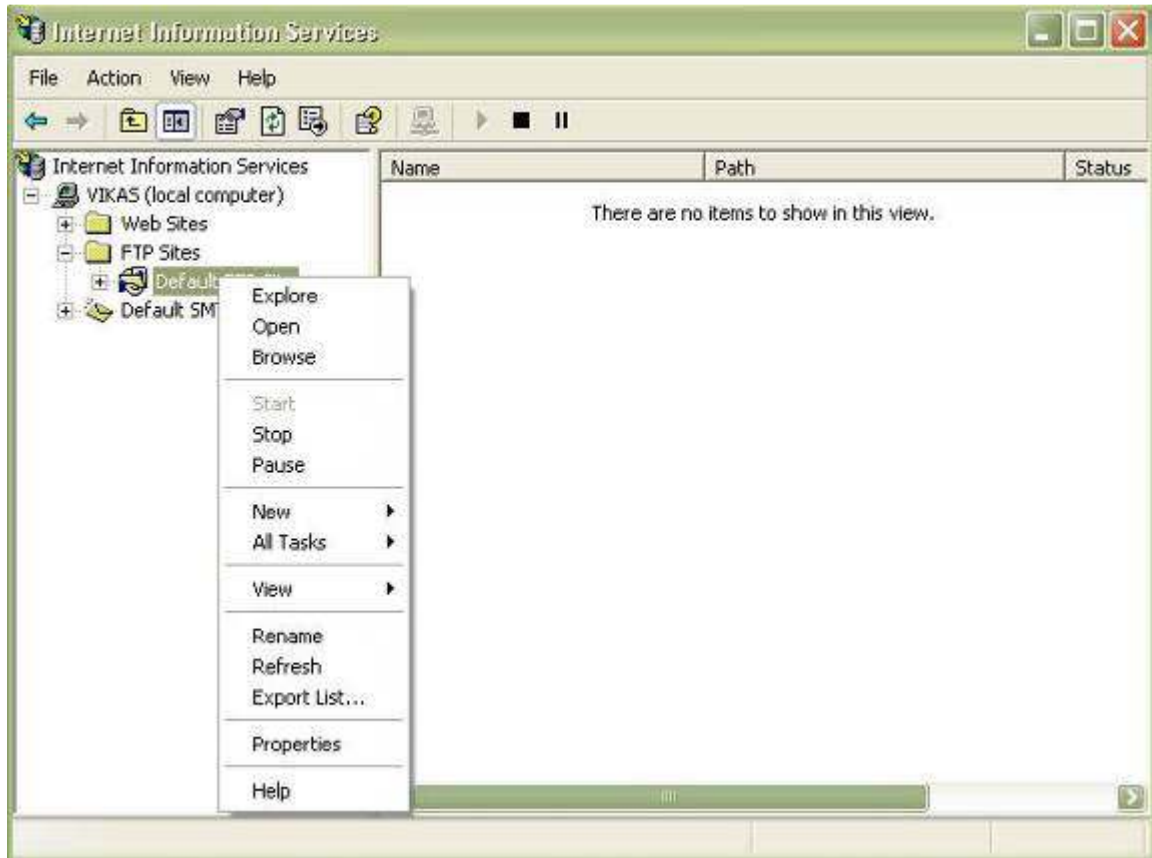 Internet Information Services
File Action View Help
Internet Information Services
VIKAS (local computer)
Web Sites
FTP Sites
Default
Default SM
Name Path Status
There are no items to show in this view.
Explore
Open
Browse
Start
Stop
Pause
New
All Tasks
View
Rename
Refresh
Export List...
Properties
Help